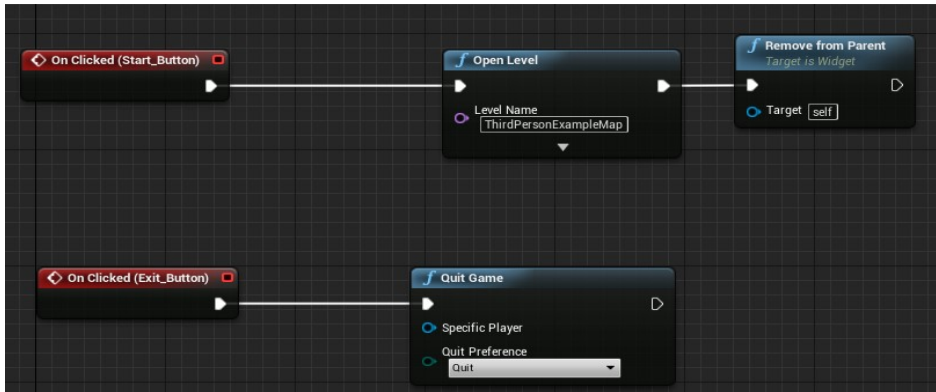 On Clicked (Start_Button)
f Open Level
Level Name
ThirdPersonExampleMap
f Remove from Parent
Target is Widget
Target self
On Clicked (Exit_Button)
f Quit Game
Specific Player
Quit Preference
Quit